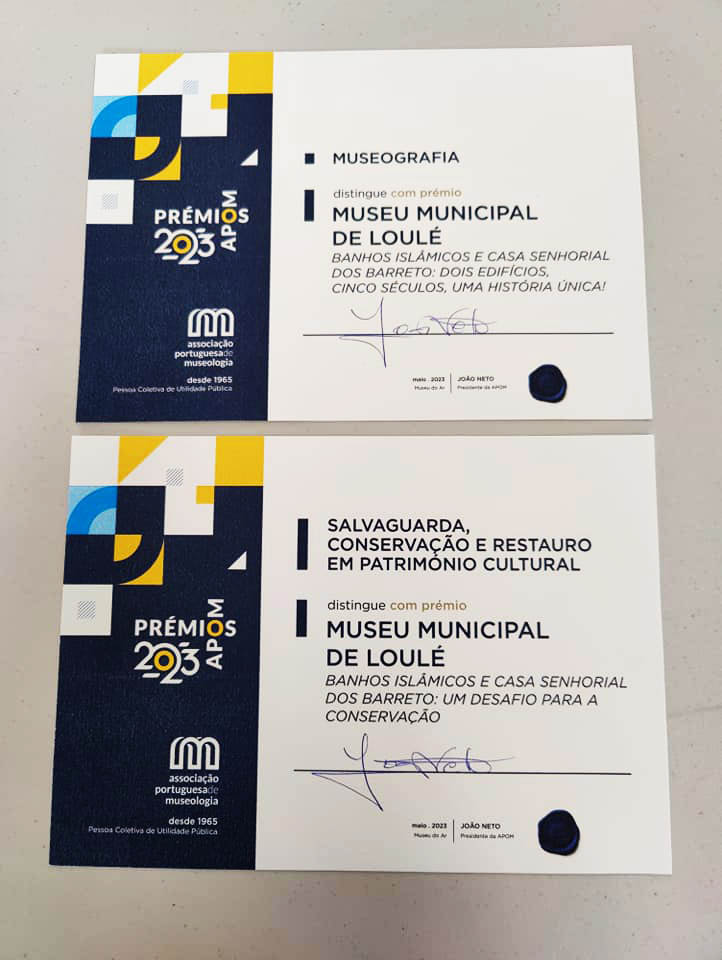 PRÉMIOS
2023
APOM
associação
portuguesa de
museologia
desde 1965
Pessoa Coletiva de Utilidade Pública
MUSEOGRAFIA
distingue com prémio
MUSEU MUNICIPAL
DE LOULÉ
BANHOS ISLÂMICOS E CASA SENHORIAL
DOS BARRETO: DOIS EDIFÍCIOS,
CINCO SÉCULOS, UMA HISTÓRIA ÚNICA!
João Neto
maio . 2023
Museu do Ar
JOÃO NETO
Presidente da APOM
PRÉMIOS
2023
APOM
associação
portuguesa de
museologia
desde 1965
Pessoa Coletiva de Utilidade Pública
SALVAGUARDA,
CONSERVAÇÃO E RESTAURO
EM PATRIMÓNIO CULTURAL
distingue com prémio
MUSEU MUNICIPAL
DE LOULÉ
BANHOS ISLÂMICOS E CASA SENHORIAL
DOS BARRETO: UM DESAFIO PARA A
CONSERVAÇÃO
João Neto
maio . 2023
Museu do Ar
JOÃO NETO
Presidente da APOM